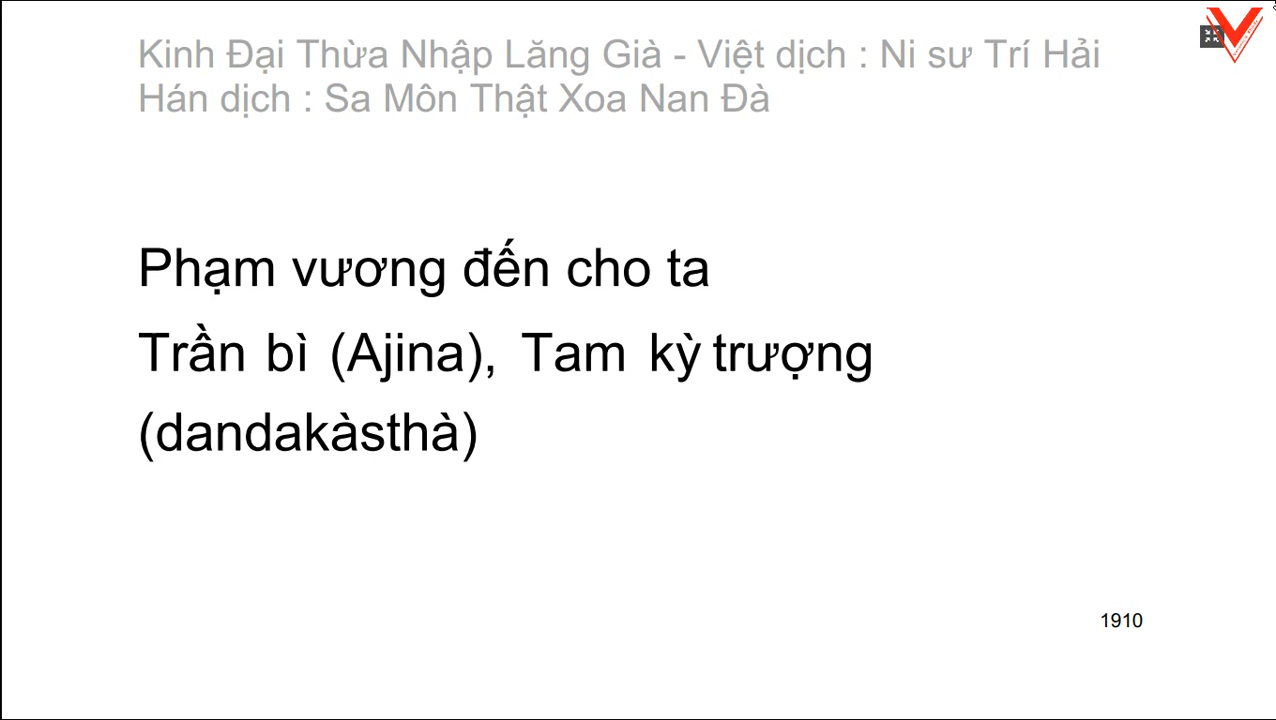 Kinh Đại Thừa Nhập Lăng Già - Việt dịch : Ni sư Trí Hải
Hán dịch : Sa Môn Thật Xoa Nan Đà
Phạm vương đến cho ta
Trần bì (Ajina), Tam kỳ trượng
(dandakàsthà)
1910